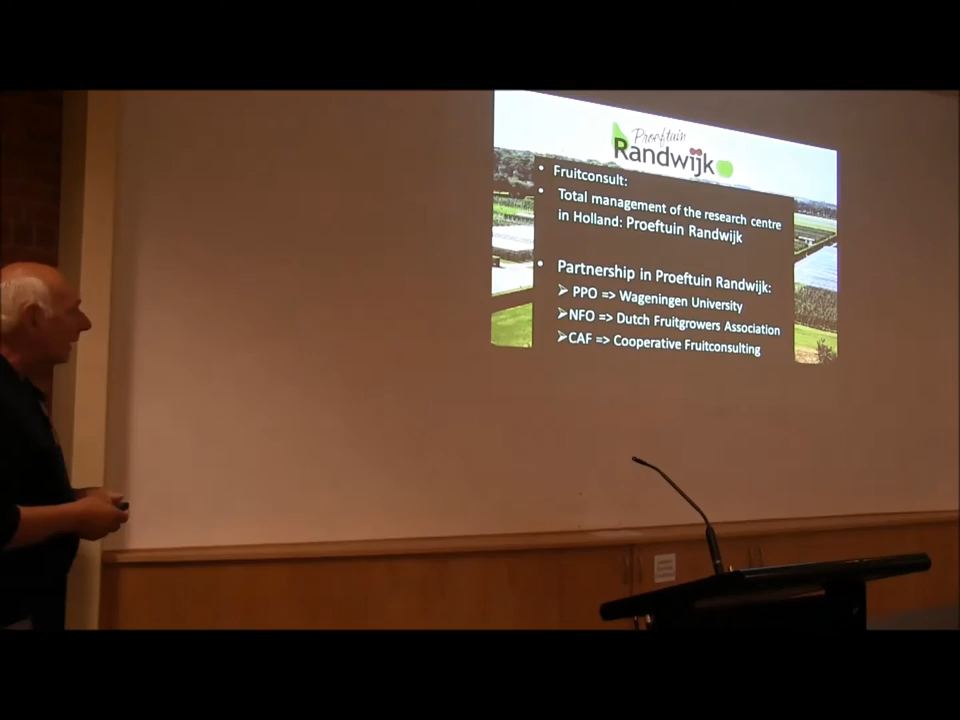 Proeftuin
Randwijk
• Fruitconsult:
• Total management of the research centre
in Holland: Proeftuin Randwijk
• Partnership in Proeftuin Randwijk:
➢ PPO => Wageningen University
➢ NFO => Dutch Fruitgrowers Association
➢ CAF => Cooperative Fruitconsulting